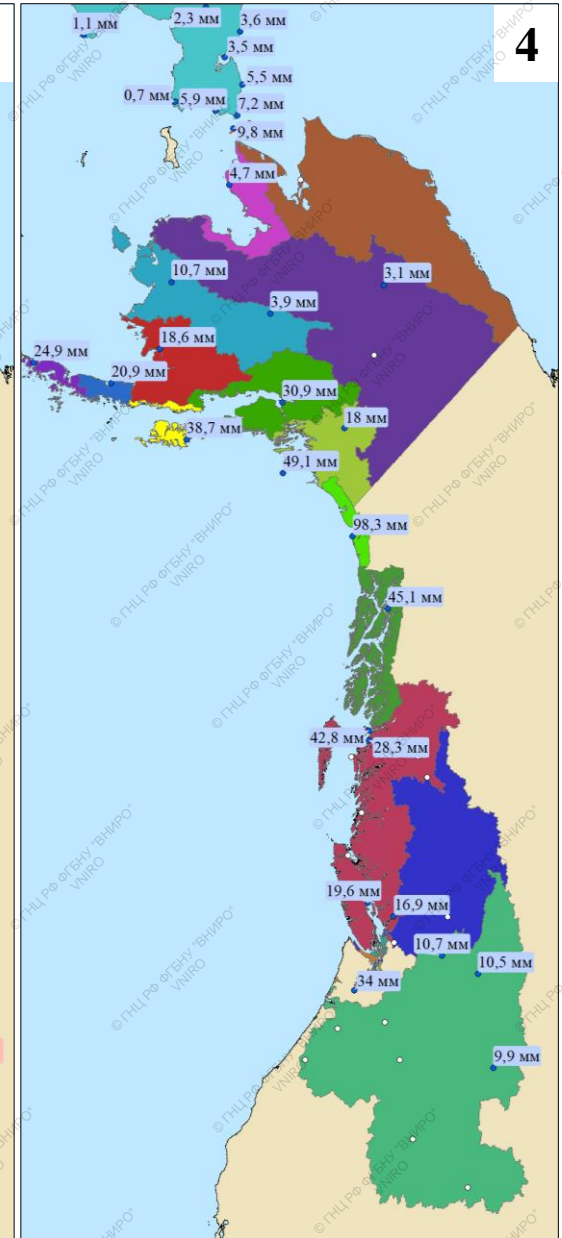 4
1,1 мм
2,3 мм
3,6 мм
3,5 мм
5,5 мм
0,7 мм
5,9 мм
7,2 мм
9,8 мм
4,7 мм
10,7 мм
3,1 мм
3,9 мм
18,6 мм
24,9 мм
20,9 мм
30,9 мм
18 мм
38,7 мм
49,1 мм
98,3 мм
45,1 мм
42,8 мм
28,3 мм
19,6 мм
16,9 мм
10,7 мм
10,5 мм
34 мм
9,9 мм
© ГНЦ РФ ФГБНУ "ВНИРО"
VNIRO